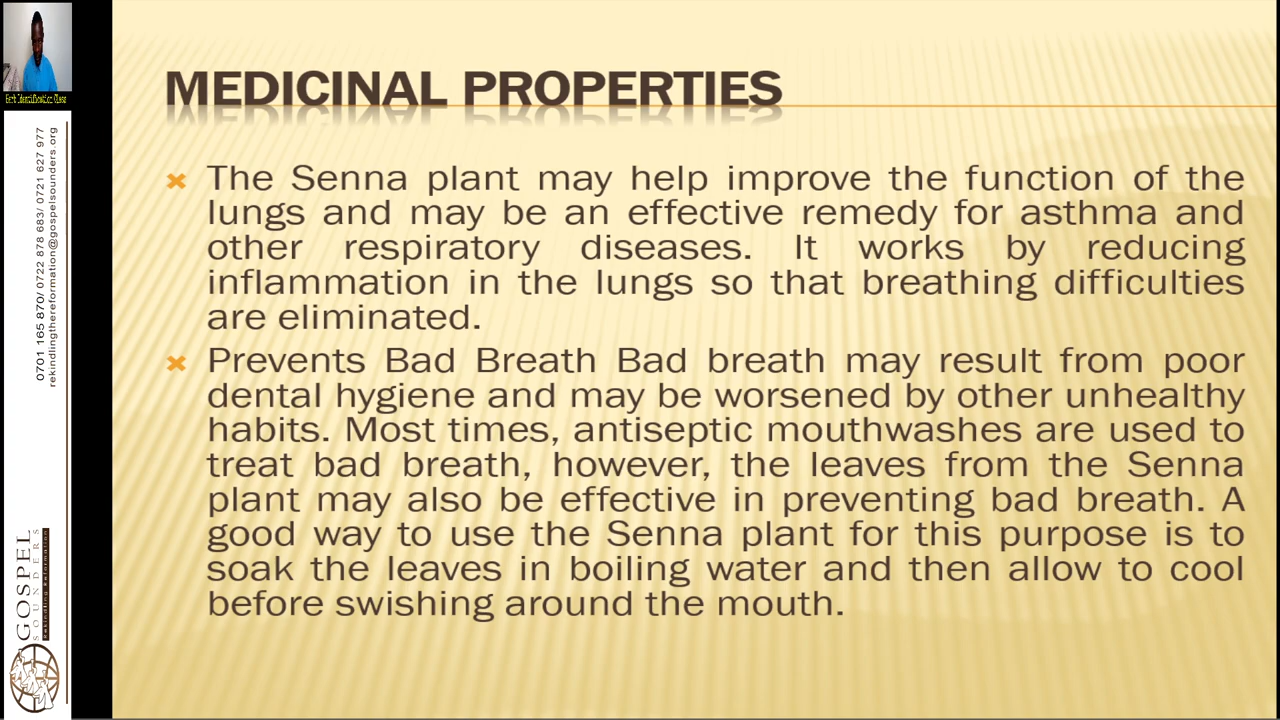 Herb Identification Class
MEDICINAL PROPERTIES
The Senna plant may help improve the function of the
lungs and may be an effective remedy for asthma and
other respiratory diseases. It works by reducing
inflammation in the lungs so that breathing difficulties
are eliminated.
Prevents Bad Breath Bad breath may result from poor
dental hygiene and may be worsened by other unhealthy
habits. Most times, antiseptic mouthwashes are used to
treat bad breath, however, the leaves from the Senna
plant may also be effective in preventing bad breath. A
good way to use the Senna plant for this purpose is to
soak the leaves in boiling water and then allow to cool
before swishing around the mouth.
0701 165 870/ 0722 878 683/ 0721 627 977
rekindlingthereformation@gospelsounders.org
GOSPEL
SOUNDERS
Rekindling Reformation